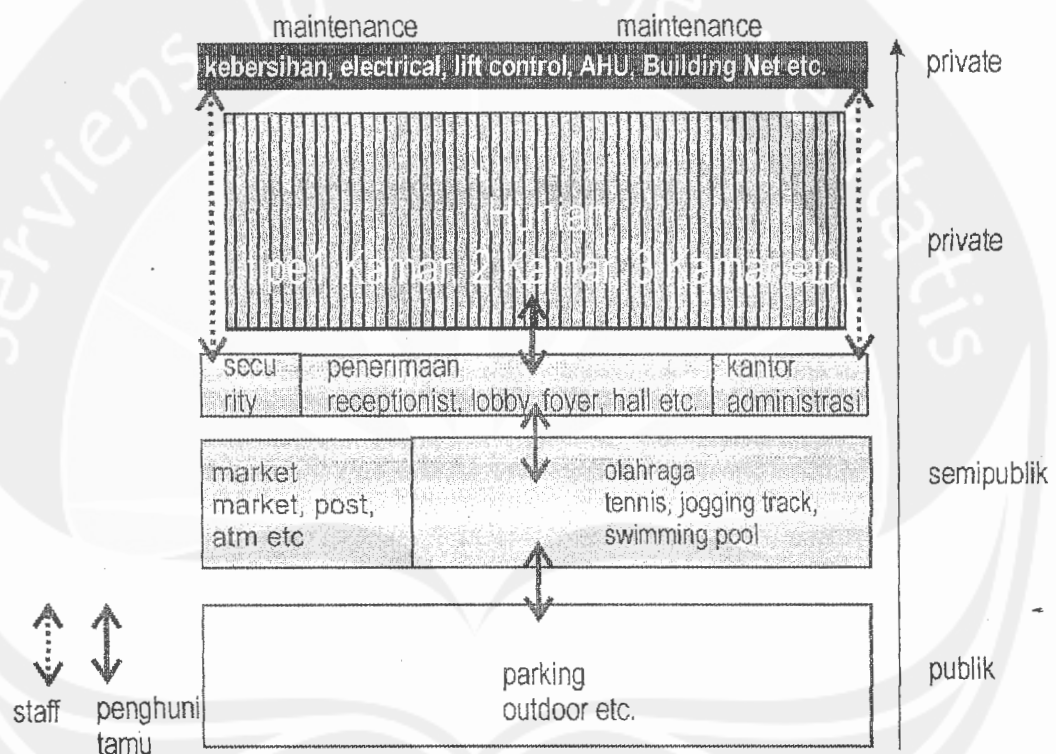 maintenance maintenance
kebersihan, electrical, lift control, AHU, Building Net etc.
private
Hunian
tipe 1 Kamar, 2 Kamar, 3 Kamar etc.
private
secu
rity
penerimaan
receptionist, lobby, foyer, hall etc.
kantor
administrasi
market
market, post,
atm etc
olahraga
tennis, jogging track,
swimming pool
semipublik
parking
outdoor etc.
publik
staff
penghuni
tamu
serviens in